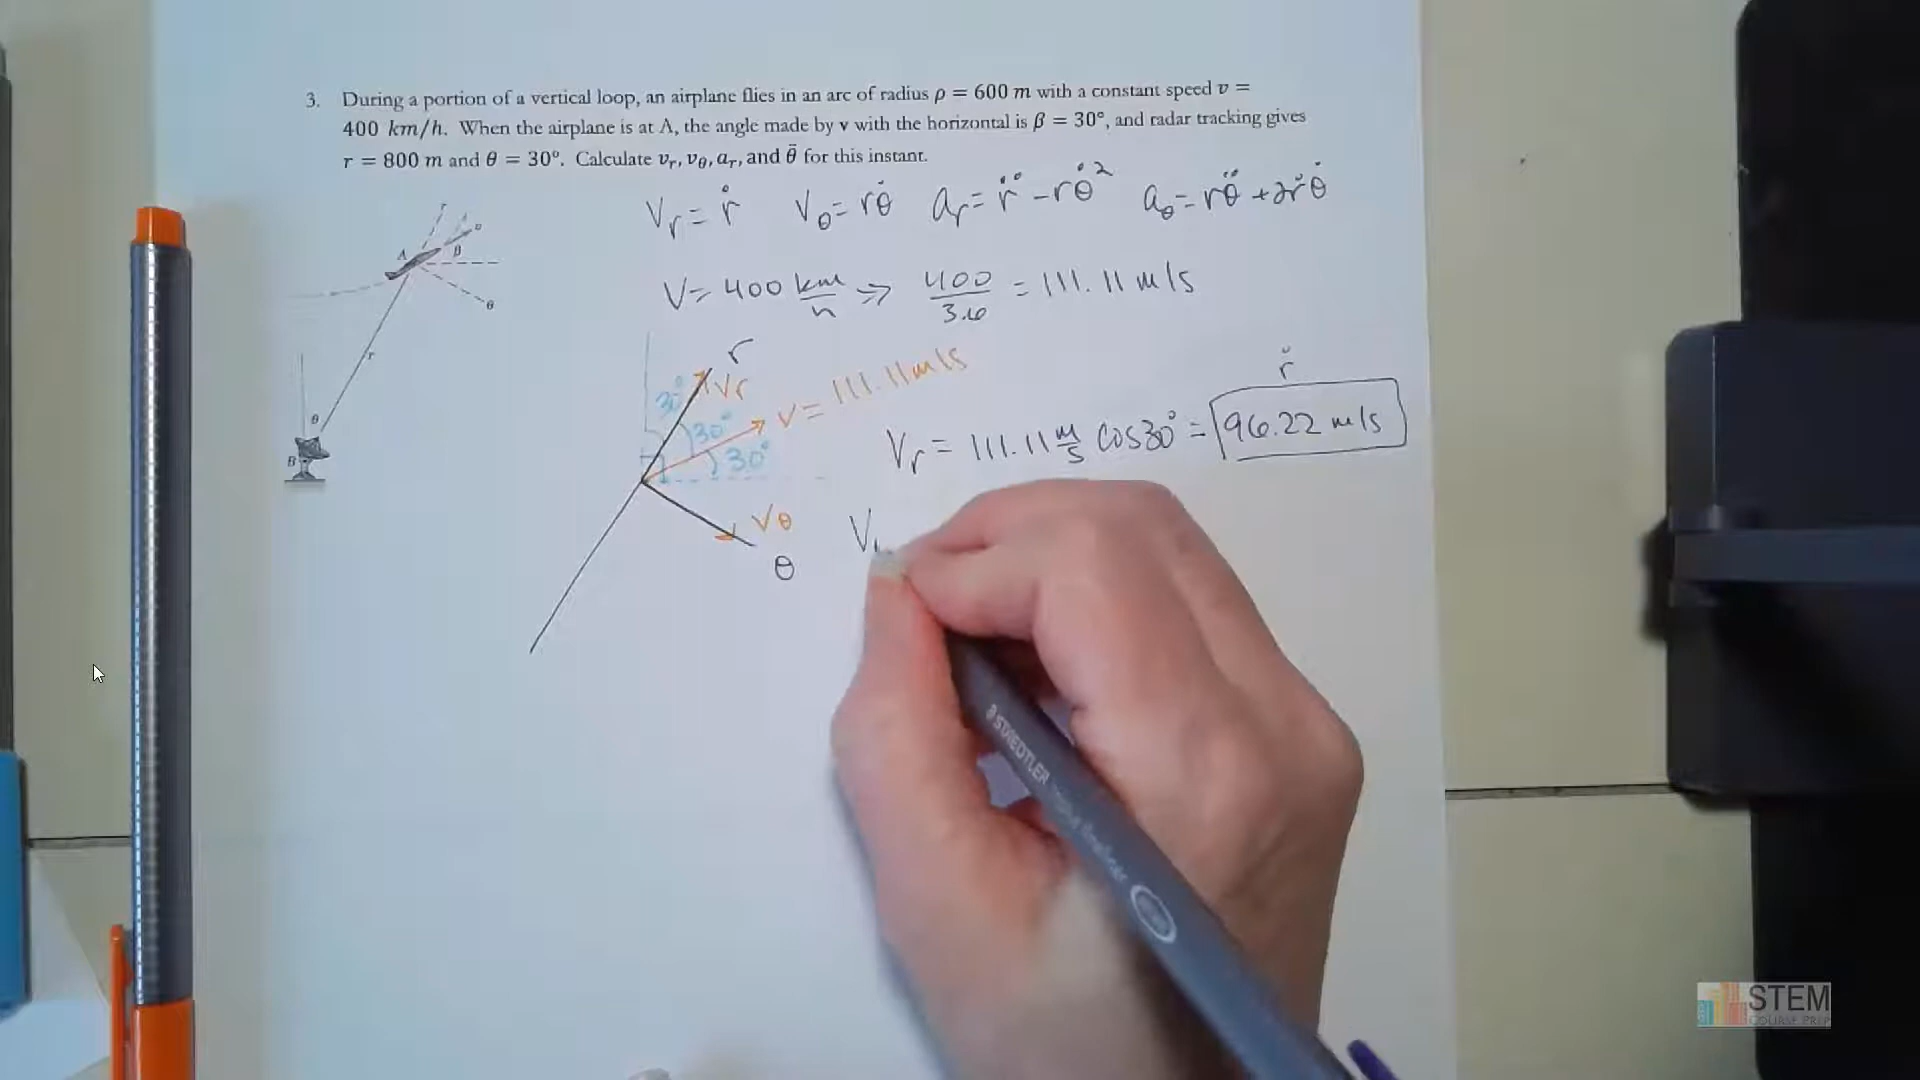 3. During a portion of a vertical loop, an airplane flies in an arc of radius ρ = 600 m with a constant speed v =
400 km/h. When the airplane is at A, the angle made by v with the horizontal is β = 30°, and radar tracking gives
r = 800 m and θ = 30°. Calculate vr, vθ, ar, and θ̈ for this instant.
Vr = ṙ Vθ = rθ̇ ar = r̈ - rθ̇² aθ = rθ̈ + 2ṙθ̇
V = 400 km/h ⇒ 400/3.6 = 111.11 m/s
r
v
A
β
θ
r
θ
B
r
Vr
30°
30°
30°
V = 111.11 m/s
Vθ
θ
ṙ
Vr = 111.11 m/s cos30° = 96.22 m/s
V
STAEDTLER
STEM
COURSE PREP